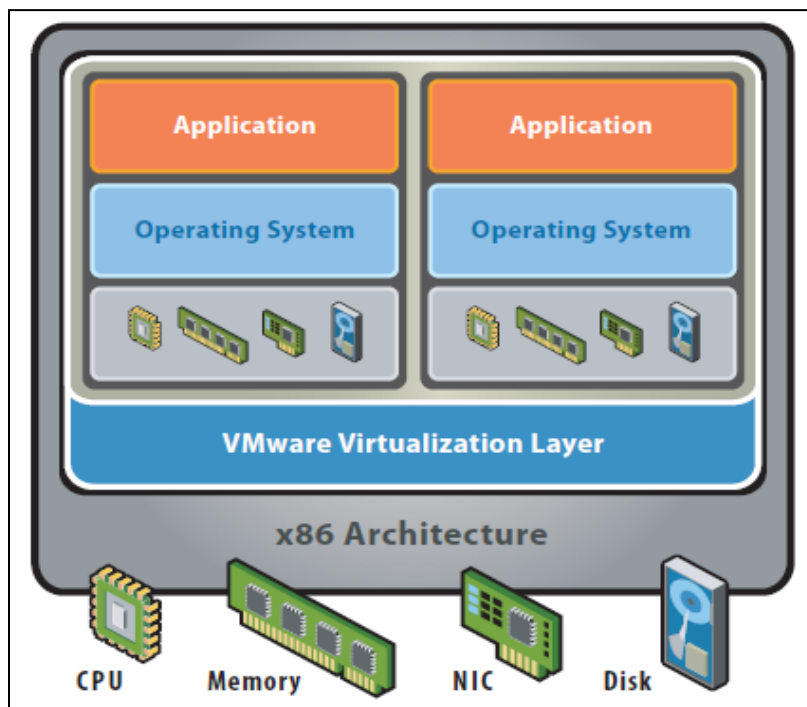 Application
Application
Operating System
Operating System
VMware Virtualization Layer
x86 Architecture
CPU
Memory
NIC
Disk